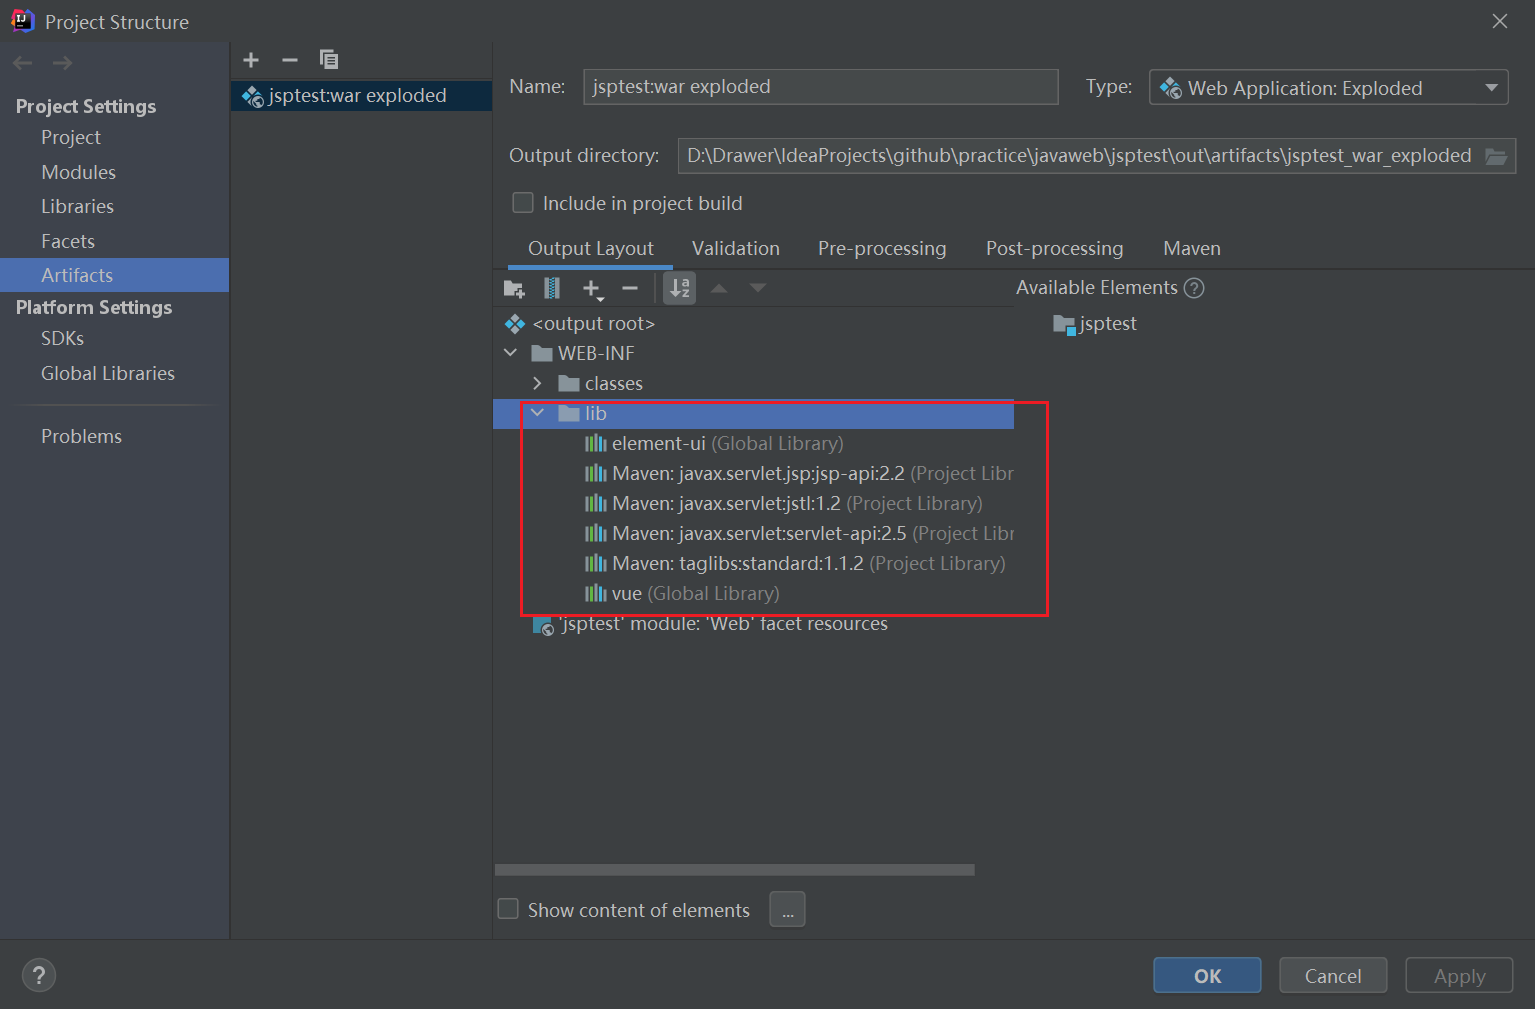 Project Structure
Project Settings
Project
Modules
Libraries
Facets
Artifacts
Platform Settings
SDKs
Global Libraries
Problems
jsptest:war exploded
Name: jsptest:war exploded Type: Web Application: Exploded
Output directory: D:\Drawer\IdeaProjects\github\practice\javaweb\jsptest\out\artifacts\jsptest_war_exploded
Include in project build
Output Layout Validation Pre-processing Post-processing Maven
Available Elements ?
<output root>
jsptest
WEB-INF
classes
lib
element-ui (Global Library)
Maven: javax.servlet.jsp:jsp-api:2.2 (Project Libr
Maven: javax.servlet:jstl:1.2 (Project Library)
Maven: javax.servlet:servlet-api:2.5 (Project Libr
Maven: taglibs:standard:1.1.2 (Project Library)
vue (Global Library)
'jsptest' module: 'Web' facet resources
Show content of elements ...
? OK Cancel Apply